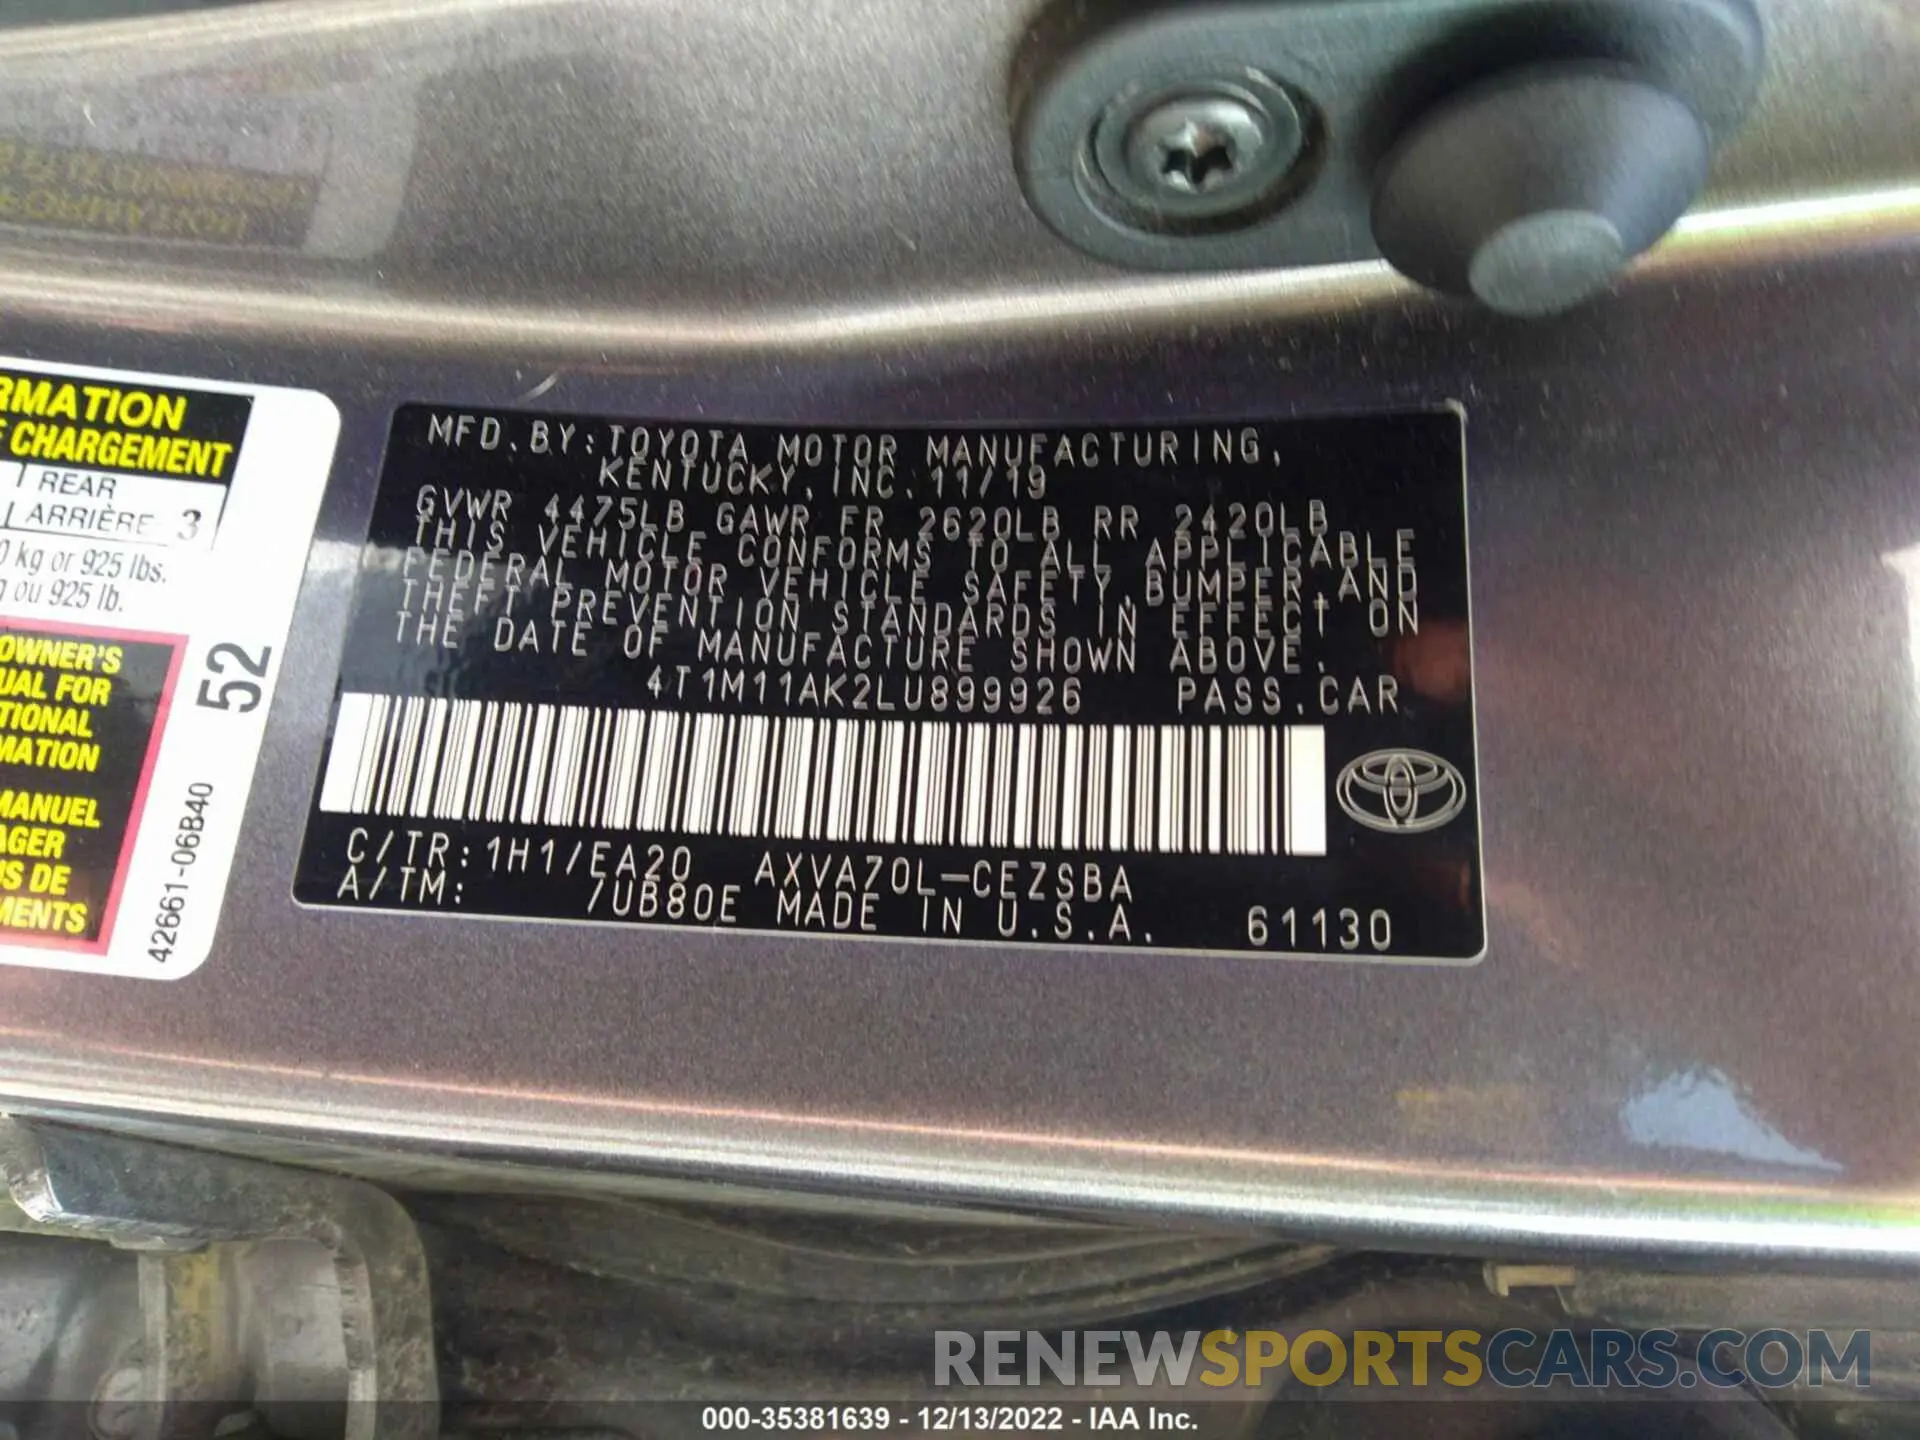 RMATION
E CHARGEMENT
REAR
ARRIÈRE 3
kg or 925 lbs.
ou 925 lb.
OWNER'S
UAL FOR
TIONAL
MATION
MANUEL
AGER
US DE
MENTS
52
42661-06B40
MFD. BY: TOYOTA MOTOR MANUFACTURING,
KENTUCKY, INC. 11/19
GVWR 4475LB GAWR FR 2620LB RR 2420LB
THIS VEHICLE CONFORMS TO ALL APPLICABLE
FEDERAL MOTOR VEHICLE SAFETY, BUMPER, AND
THEFT PREVENTION STANDARDS IN EFFECT ON
THE DATE OF MANUFACTURE SHOWN ABOVE.
4T1M11AK2LU899926 PASS. CAR
C/TR: 1H1/EA20 AXVA70L-CEZSBA
A/TM: /UB80E MADE IN U.S.A. 61130
RENEWSPORTSCARS.COM
000-35381639 - 12/13/2022 - IAA Inc.